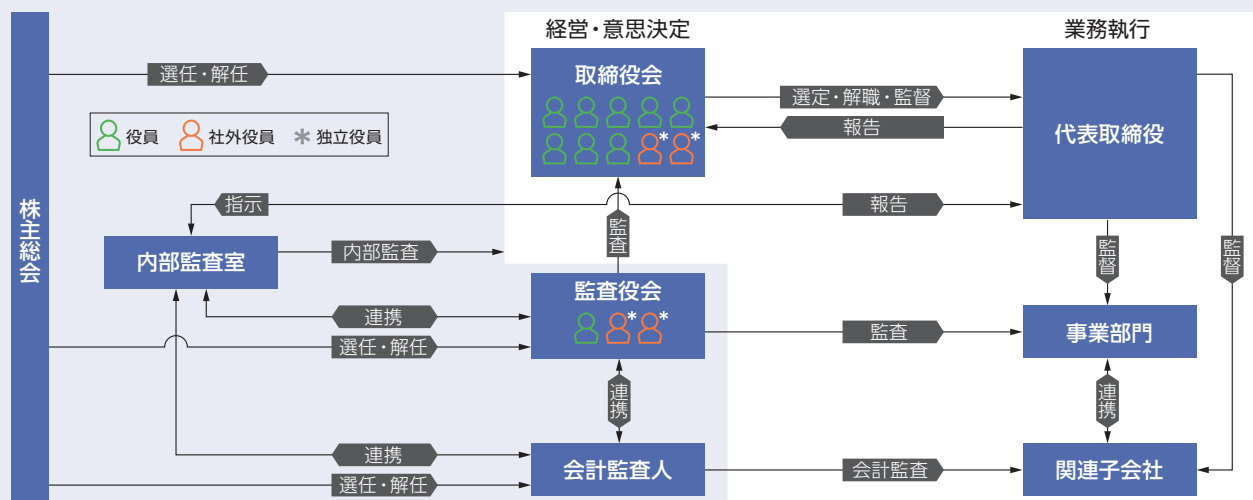 経営・意思決定
業務執行
株主総会
選任・解任
取締役会
選定・解職・監督
報告
代表取締役
役員
社外役員
* 独立役員
*
*
指示
報告
監査
内部監査室
内部監査
監督
監督
監査役会
*
*
連携
選任・解任
監査
事業部門
連携
連携
連携
会計監査人
会計監査
関連子会社
選任・解任